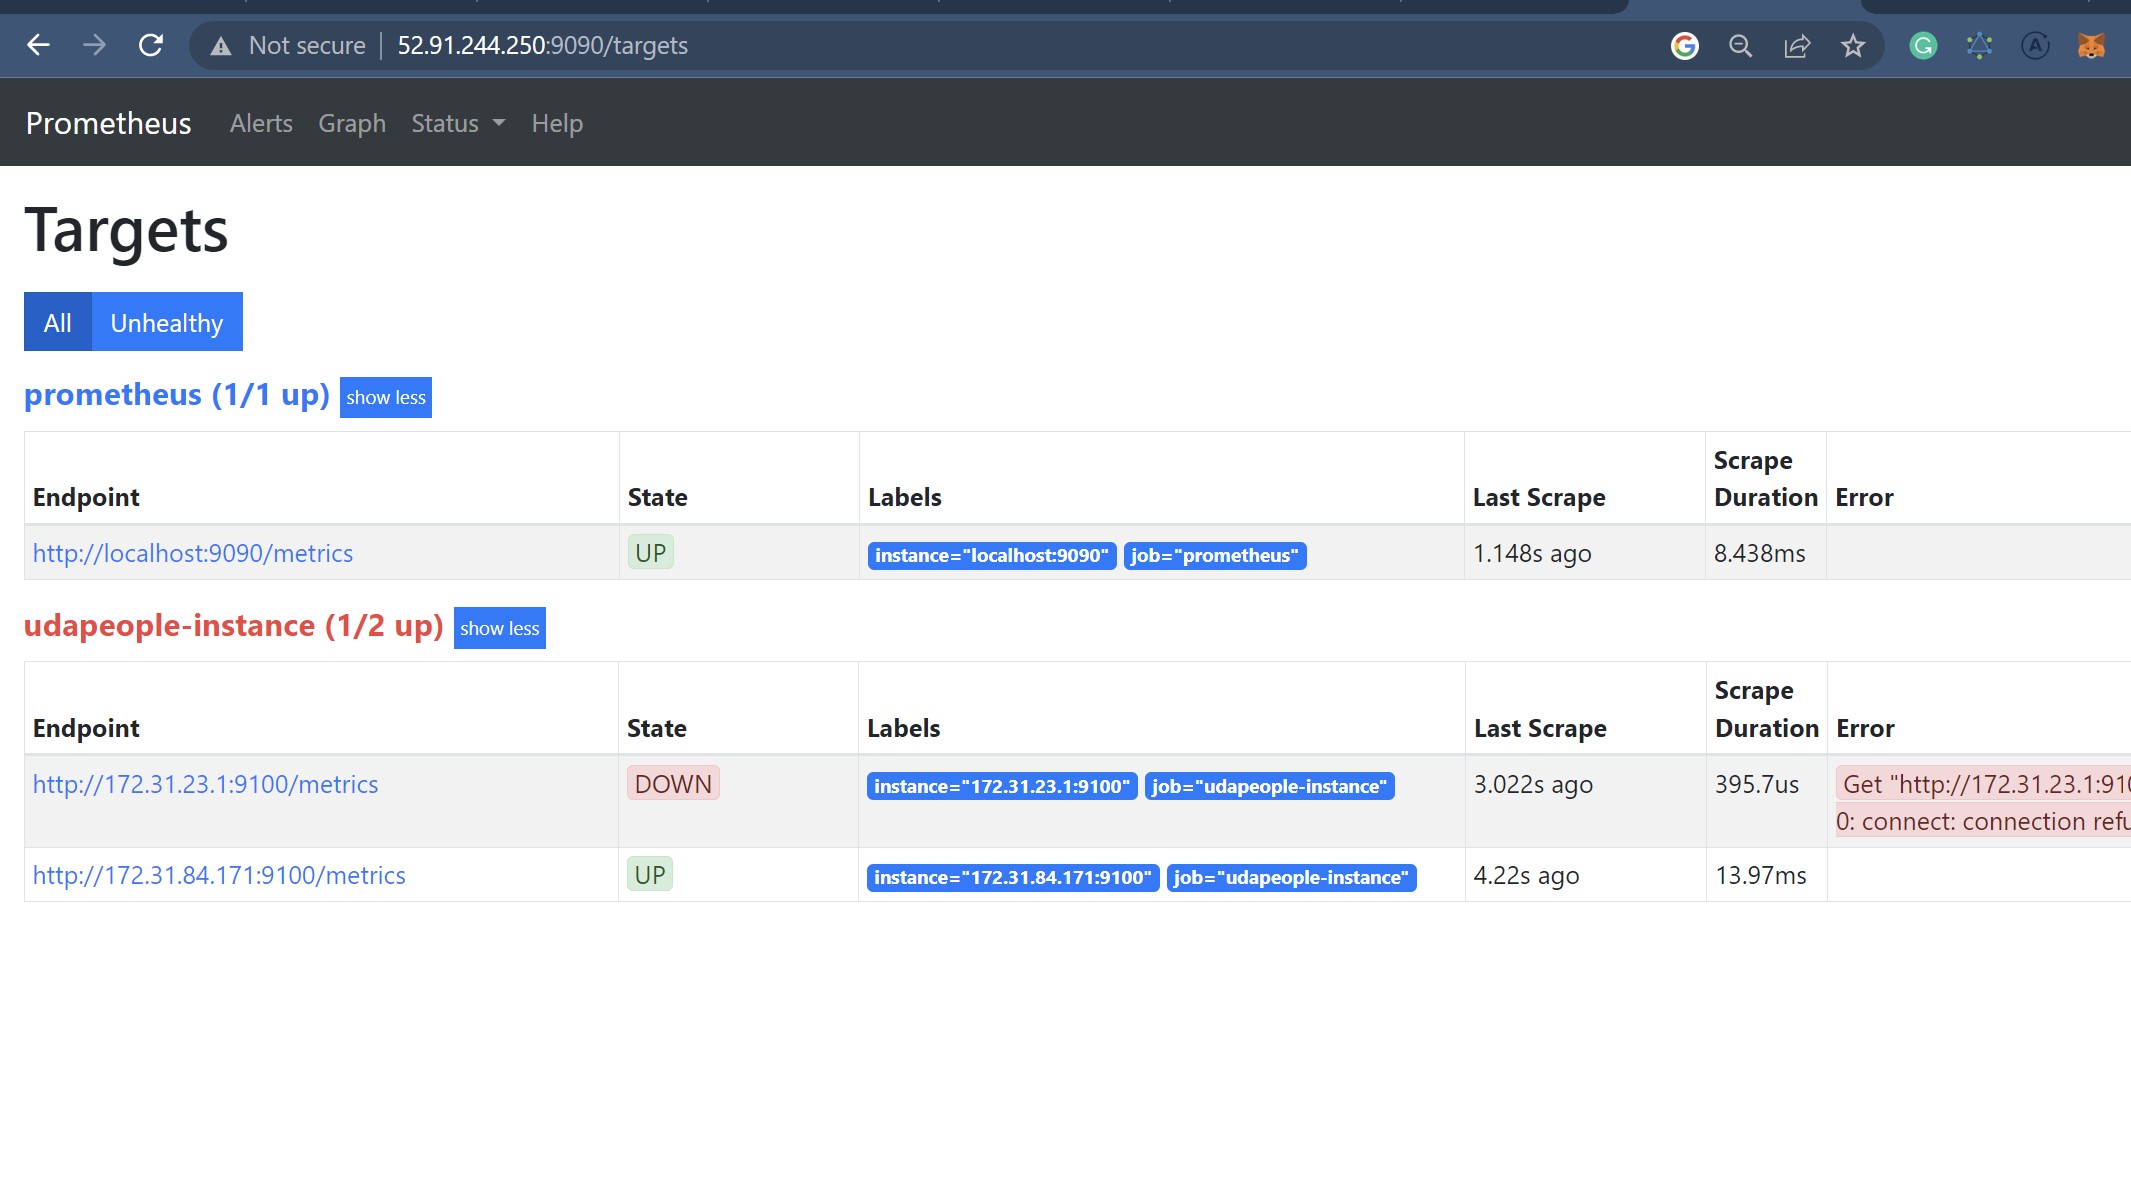 Not secure 52.91.244.250:9090/targets
Prometheus Alerts Graph Status Help
Targets
All Unhealthy
prometheus (1/1 up) show less
Endpoint State Labels Last Scrape Scrape Duration Error
http://localhost:9090/metrics UP instance="localhost:9090" job="prometheus" 1.148s ago 8.438ms
udapeople-instance (1/2 up) show less
Endpoint State Labels Last Scrape Scrape Duration Error
http://172.31.23.1:9100/metrics DOWN instance="172.31.23.1:9100" job="udapeople-instance" 3.022s ago 395.7us Get "http://172.31.23.1:910
0: connect: connection refu
http://172.31.84.171:9100/metrics UP instance="172.31.84.171:9100" job="udapeople-instance" 4.22s ago 13.97ms